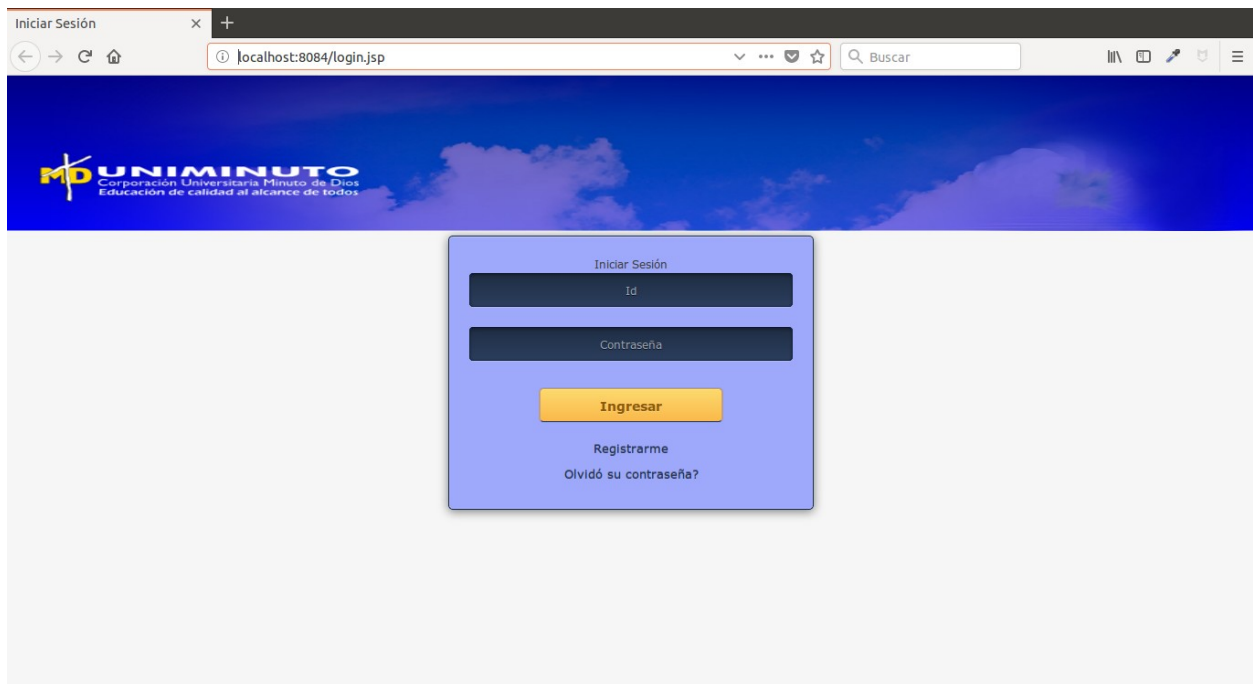 Iniciar Sesión
localhost:8084/login.jsp
Buscar
MD UNIMINUTO
Corporación Universitaria Minuto de Dios
Educación de calidad al alcance de todos
Iniciar Sesión
Id
Contraseña
Ingresar
Registrarme
Olvidó su contraseña?